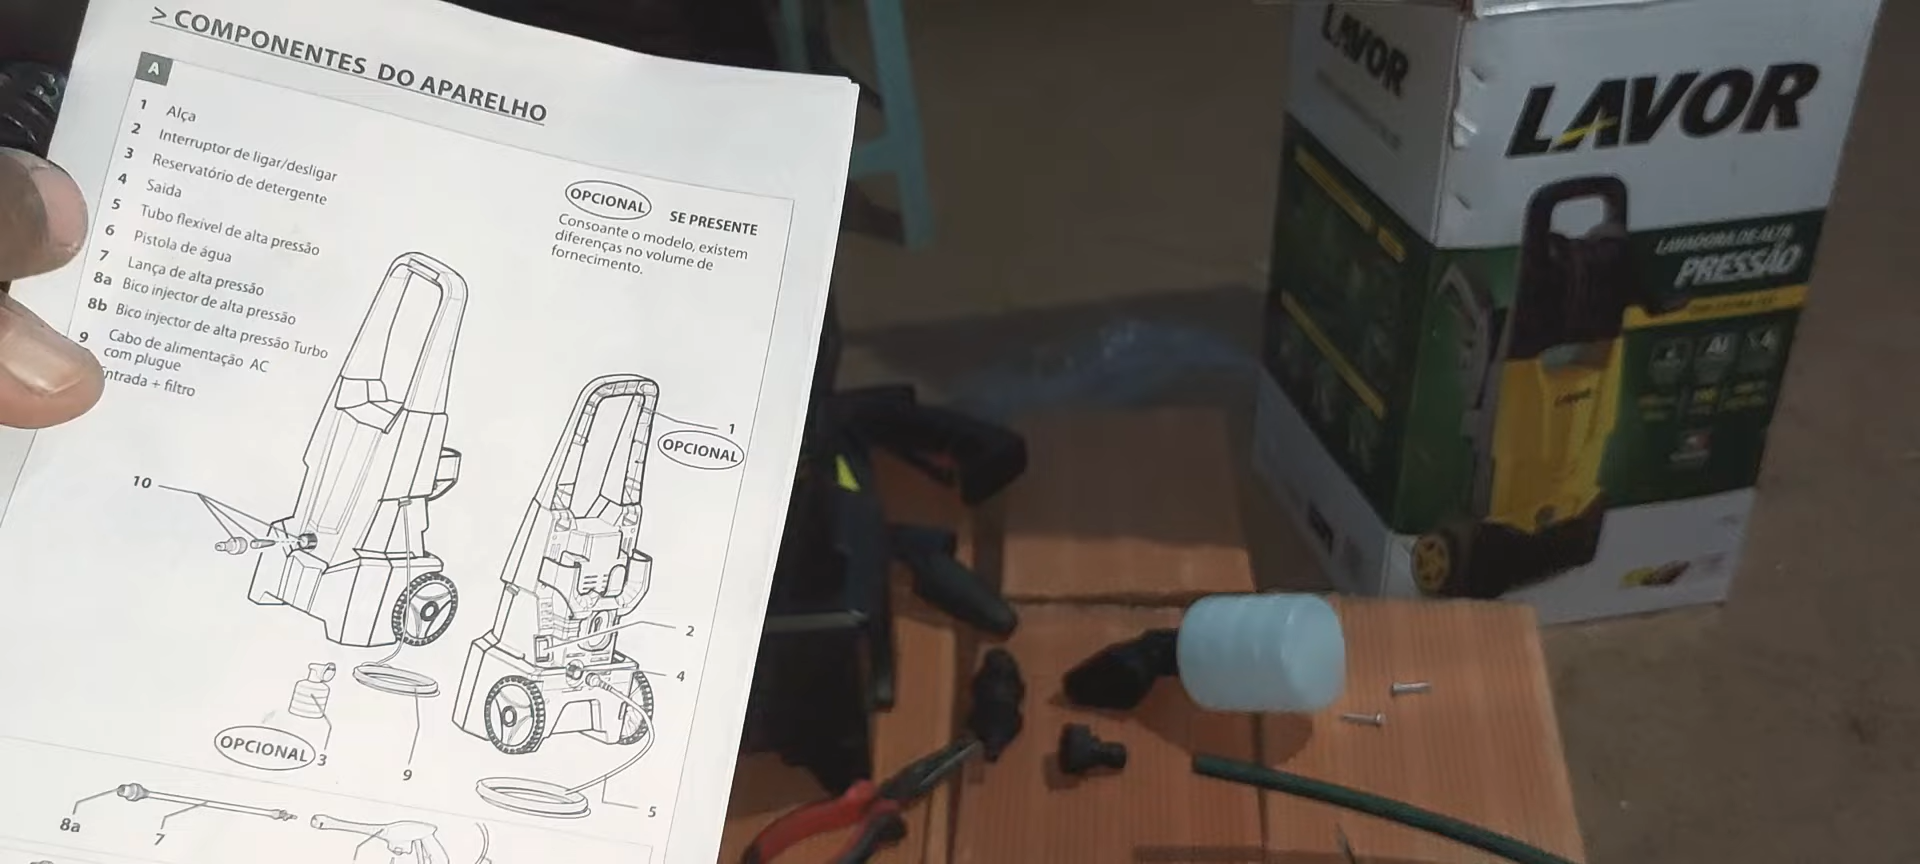 > COMPONENTES DO APARELHO
A
1 Alça
2 Interruptor de ligar/desligar
3 Reservatório de detergente
4 Saida
5 Tubo flexível de alta pressão
6 Pistola de água
7 Lança de alta pressão
8a Bico injector de alta pressão
8b Bico injector de alta pressão Turbo
9 Cabo de alimentação AC
com plugue
Entrada + filtro
OPCIONAL SE PRESENTE
Consoante o modelo, existem
diferenças no volume de
fornecimento.
1
OPCIONAL
10
2
4
OPCIONAL 3
9
5
8a
7
LAVOR
LAVOR
LAVADORA DE ALTA
PRESSÃO